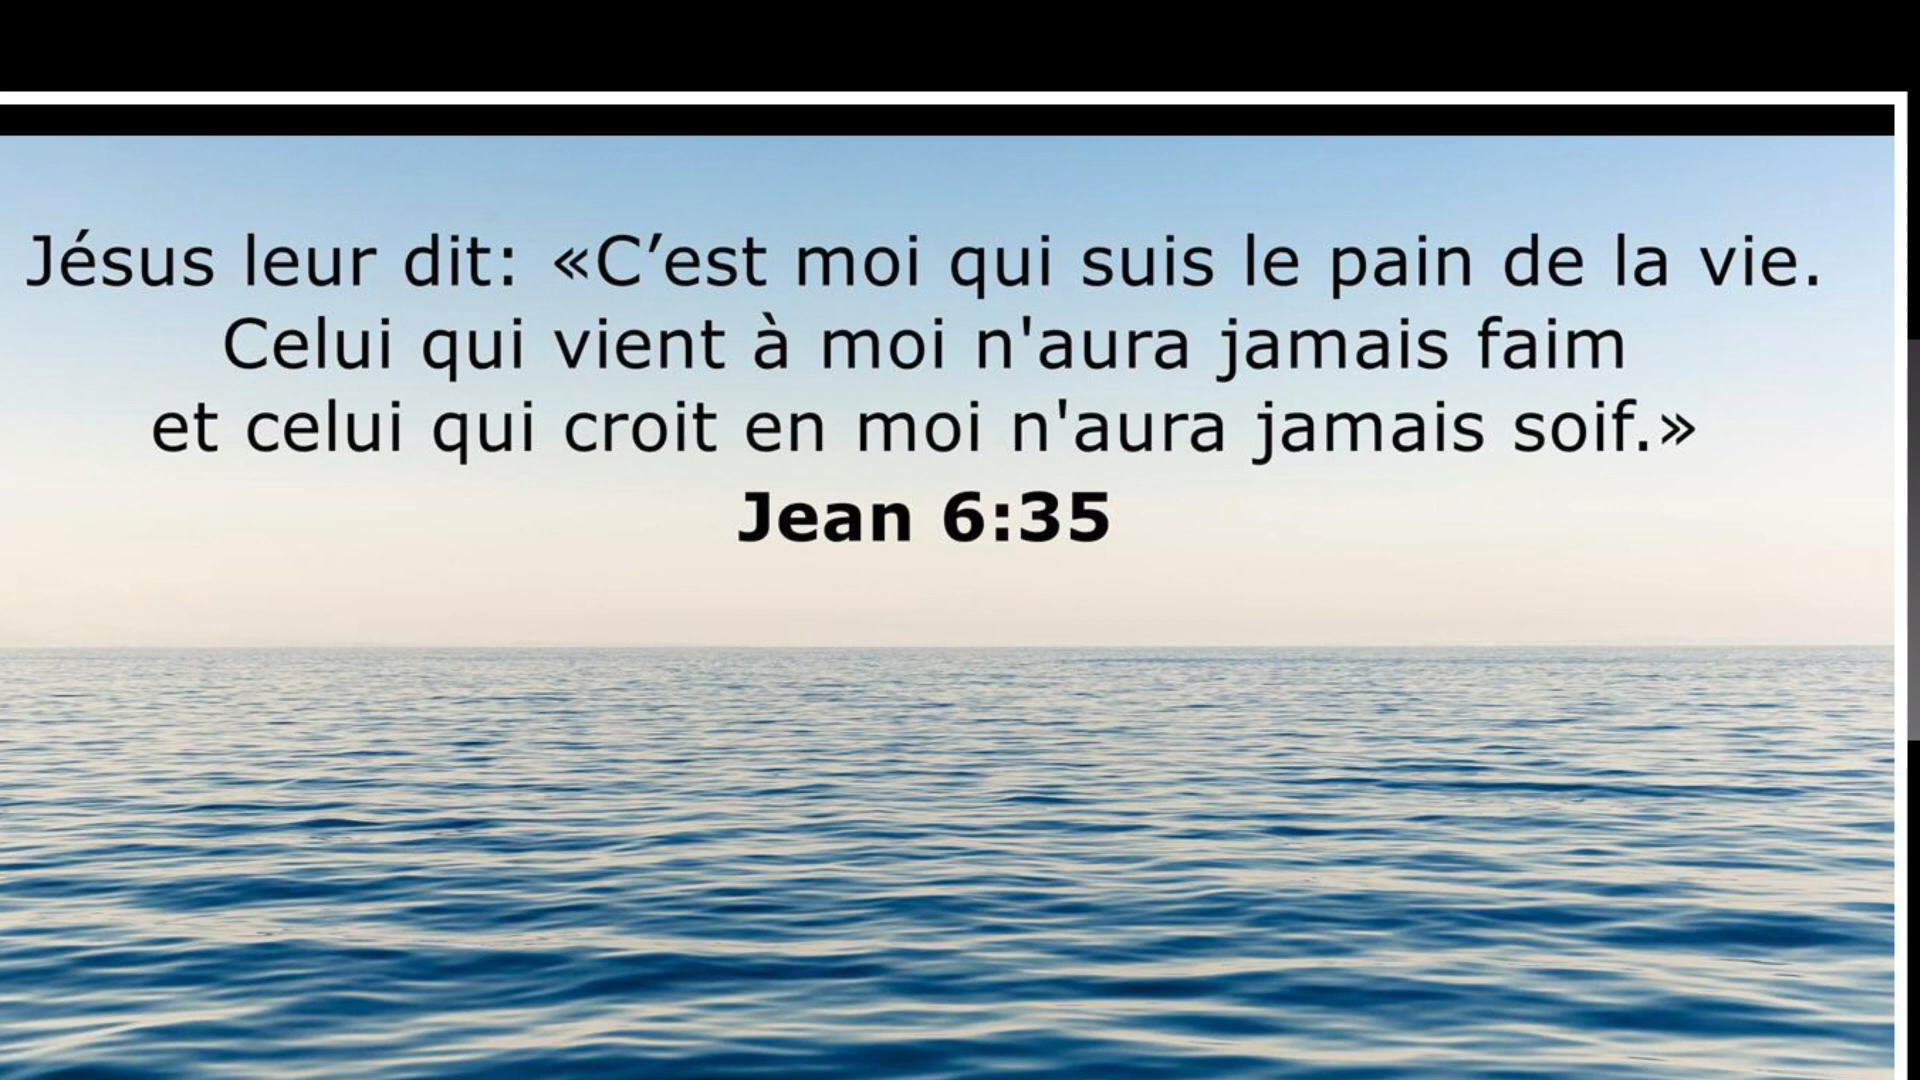 Jésus leur dit: «C’est moi qui suis le pain de la vie.
Celui qui vient à moi n'aura jamais faim
et celui qui croit en moi n'aura jamais soif.»
Jean 6:35